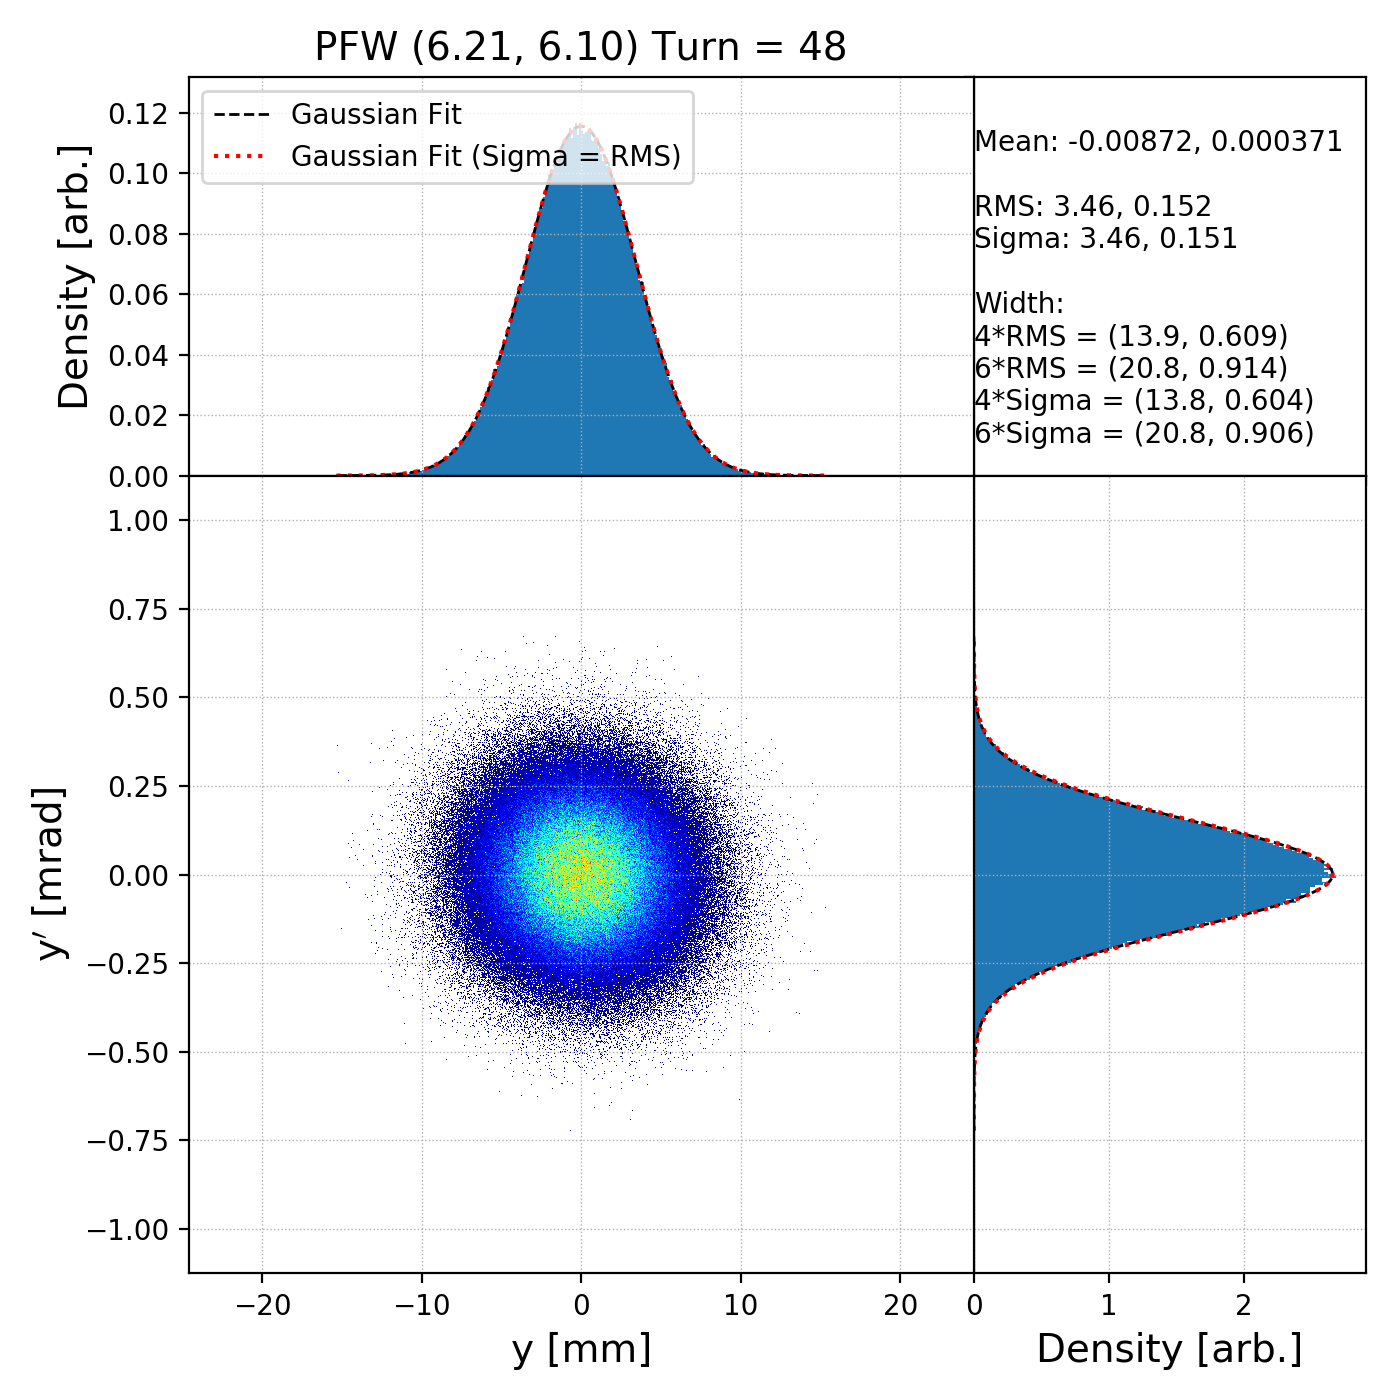 PFW (6.21, 6.10) Turn = 48
Gaussian Fit
Gaussian Fit (Sigma = RMS)
Density [arb.]
0.12
0.10
0.08
0.06
0.04
0.02
0.00
Mean: -0.00872, 0.000371
RMS: 3.46, 0.152
Sigma: 3.46, 0.151
Width:
4*RMS = (13.9, 0.609)
6*RMS = (20.8, 0.914)
4*Sigma = (13.8, 0.604)
6*Sigma = (20.8, 0.906)
y′ [mrad]
1.00
0.75
0.50
0.25
0.00
−0.25
−0.50
−0.75
−1.00
−20 −10 0 10 20
y [mm]
0 1 2
Density [arb.]